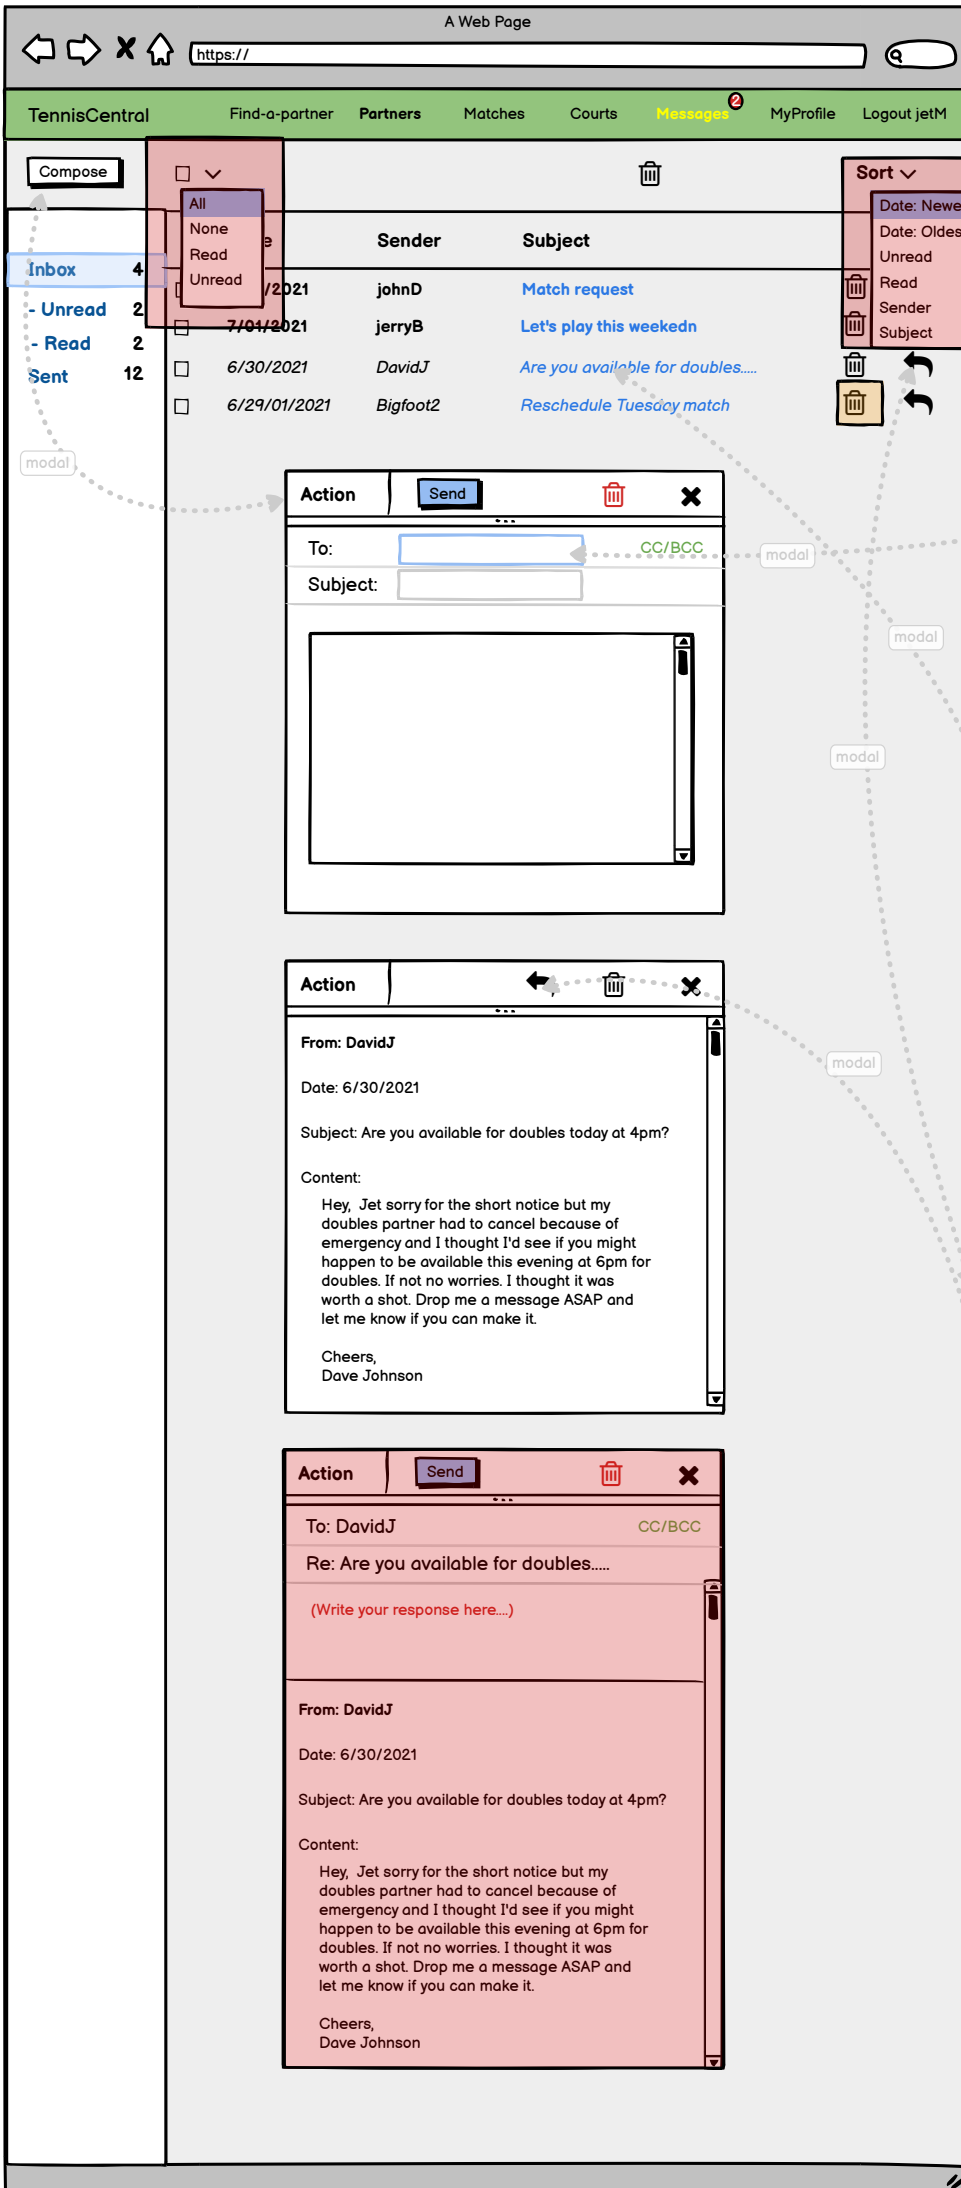 A Web Page
https://
TennisCentral Find-a-partner Partners Matches Courts Messages 2 MyProfile Logout jetM
Compose Sort
All
None
Read
Unread
Date: Newe
Date: Oldes
Unread
Read
Sender
Subject
e Sender Subject
Inbox 4
- Unread 2
- Read 2
Sent 12
/2021 johnD Match request
7/01/2021 jerryB Let's play this weekedn
6/30/2021 DavidJ Are you available for doubles.....
6/29/01/2021 Bigfoot2 Reschedule Tuesday match
modal
Action Send
To: CC/BCC
modal
Subject:
modal
modal
Action
modal
From: DavidJ
Date: 6/30/2021
Subject: Are you available for doubles today at 4pm?
Content:
Hey, Jet sorry for the short notice but my
doubles partner had to cancel because of
emergency and I thought I'd see if you might
happen to be available this evening at 6pm for
doubles. If not no worries. I thought it was
worth a shot. Drop me a message ASAP and
let me know if you can make it.
Cheers,
Dave Johnson
Action Send
To: DavidJ CC/BCC
Re: Are you available for doubles.....
(Write your response here....)
From: DavidJ
Date: 6/30/2021
Subject: Are you available for doubles today at 4pm?
Content:
Hey, Jet sorry for the short notice but my
doubles partner had to cancel because of
emergency and I thought I'd see if you might
happen to be available this evening at 6pm for
doubles. If not no worries. I thought it was
worth a shot. Drop me a message ASAP and
let me know if you can make it.
Cheers,
Dave Johnson